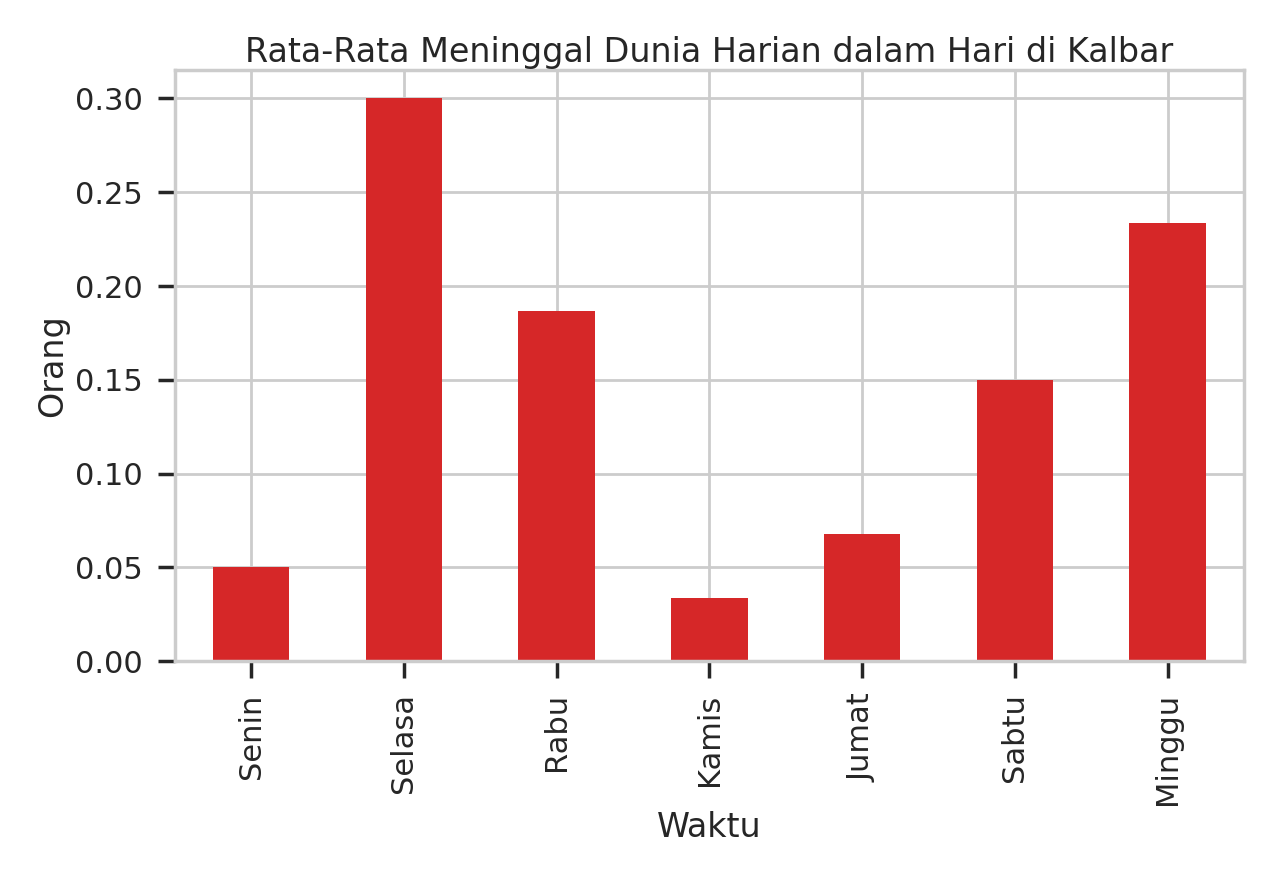 Rata-Rata Meninggal Dunia Harian dalam Hari di Kalbar
0.30
0.25
0.20
0.15
0.10
0.05
0.00
Orang
Senin
Selasa
Rabu
Kamis
Jumat
Sabtu
Minggu
Waktu